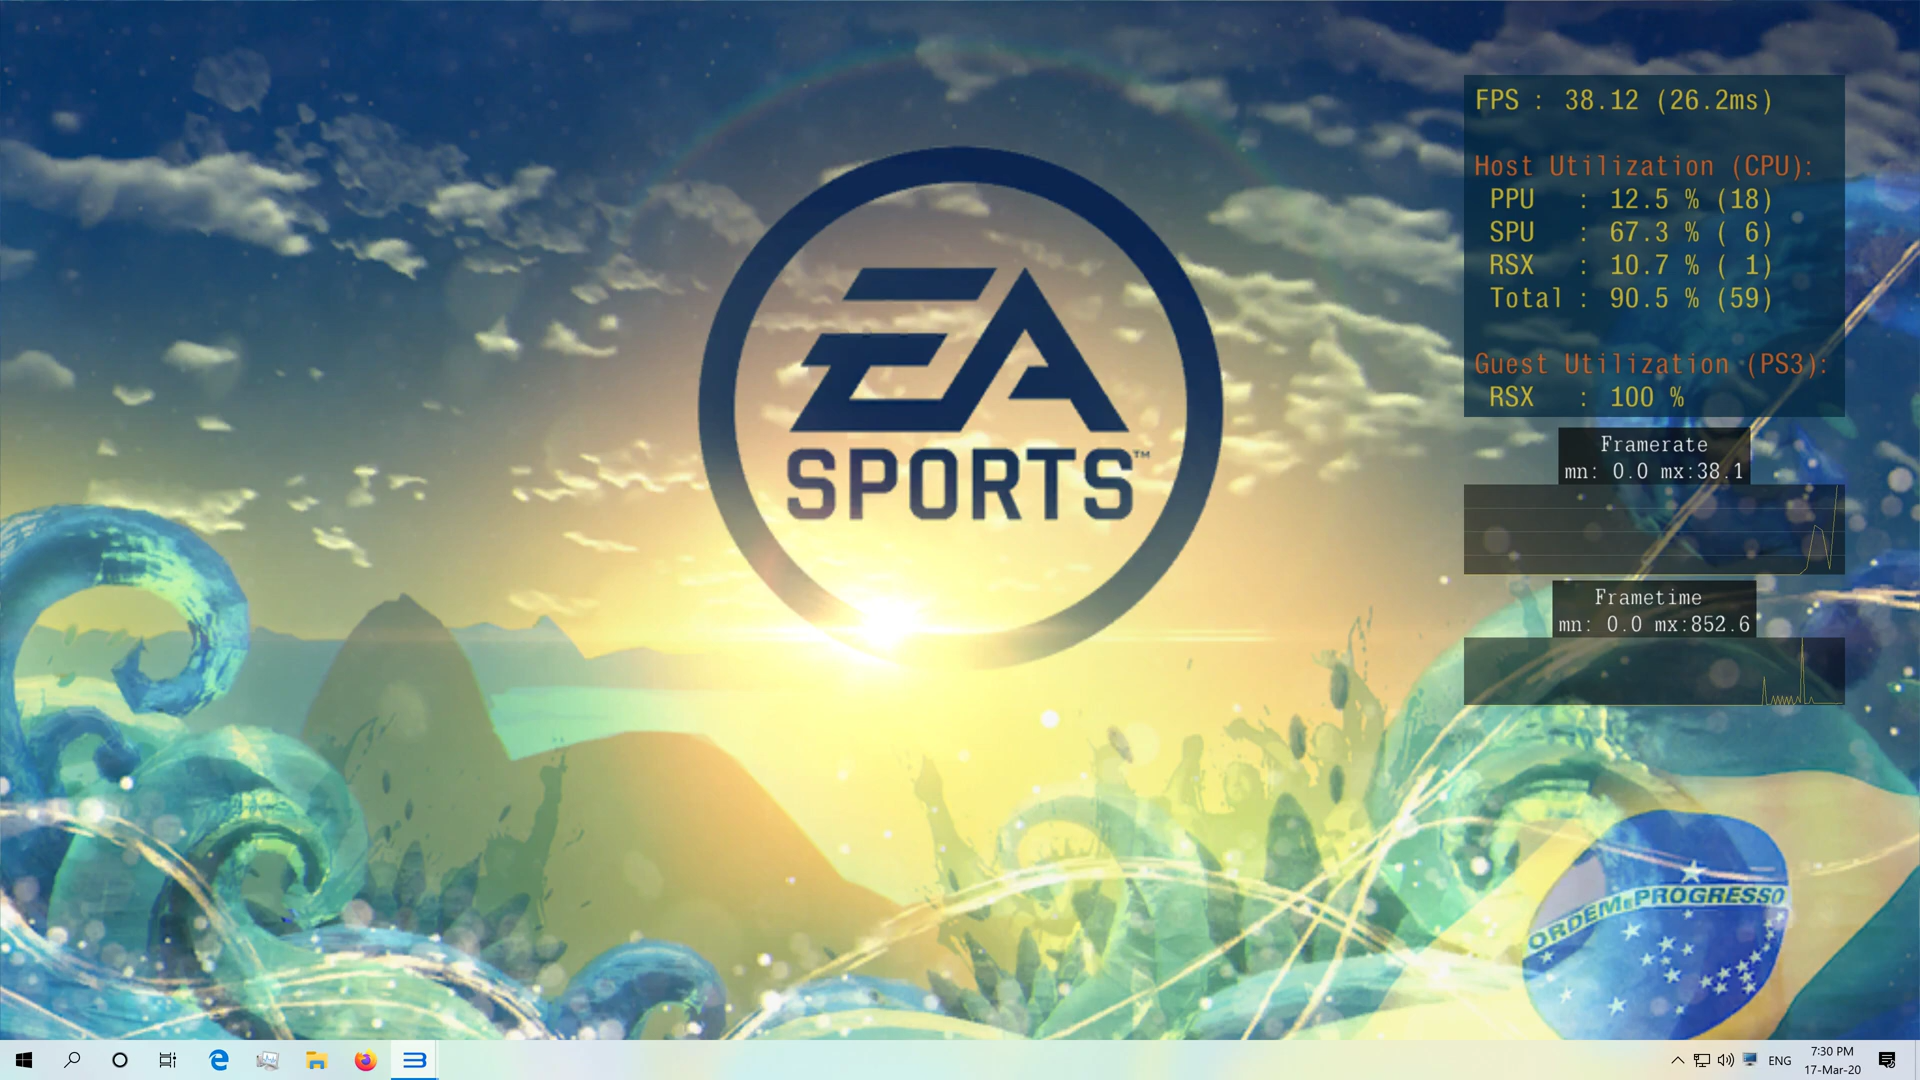 EA
SPORTS™
FPS : 38.12 (26.2ms)
Host Utilization (CPU):
PPU : 12.5 % (18)
SPU : 67.3 % ( 6)
RSX : 10.7 % ( 1)
Total : 90.5 % (59)
Guest Utilization (PS3):
RSX : 100 %
Framerate
mn: 0.0 mx:38.1
Frametime
mn: 0.0 mx:852.6
ORDEM E PROGRESSO
ENG
7:30 PM
17-Mar-20